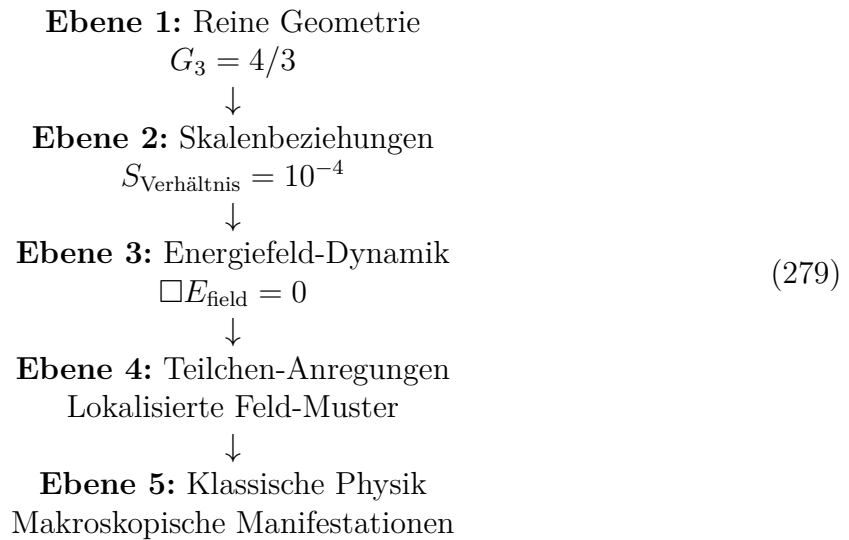 Ebene 1: Reine Geometrie
G₃ = 4/3
↓
Ebene 2: Skalenbeziehungen
S_Verhältnis = 10⁻⁴
↓
Ebene 3: Energiefeld-Dynamik
□E_field = 0
(279)
↓
Ebene 4: Teilchen-Anregungen
Lokalisierte Feld-Muster
↓
Ebene 5: Klassische Physik
Makroskopische Manifestationen